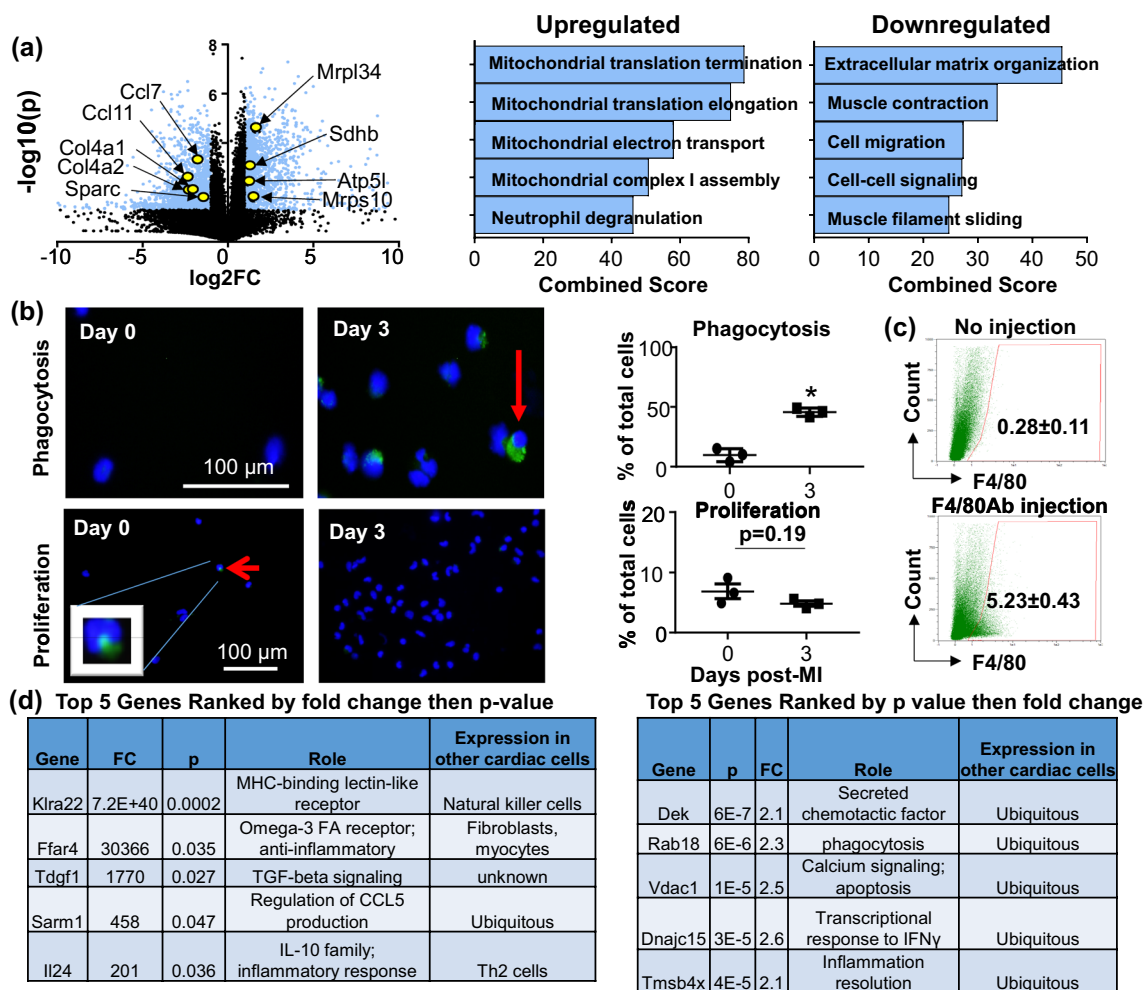 (a)
8
6
4
2
0
-10
-5
0
5
10
-log10(p)
log2FC
Ccl7
Ccl11
Col4a1
Col4a2
Sparc
Mrpl34
Sdhb
Atp5l
Mrps10
Upregulated
Mitochondrial translation termination
Mitochondrial translation elongation
Mitochondrial electron transport
Mitochondrial complex I assembly
Neutrophil degranulation
0 20 40 60 80
Combined Score
Downregulated
Extracellular matrix organization
Muscle contraction
Cell migration
Cell-cell signaling
Muscle filament sliding
0 10 20 30 40 50
Combined Score
(b)
Phagocytosis
Day 0
100 µm
Day 3
Proliferation
Day 0
100 µm
Day 3
Phagocytosis
% of total cells
100
50
0
*
0 3
Proliferation
p=0.19
% of total cells
20
10
0
0 3
Days post-MI
(c)
No injection
Count
0.28±0.11
F4/80
F4/80Ab injection
Count
5.23±0.43
F4/80
(d) Top 5 Genes Ranked by fold change then p-value
Gene FC p Role Expression in
other cardiac cells
Klra22 7.2E+40 0.0002 MHC-binding lectin-like
receptor Natural killer cells
Ffar4 30366 0.035 Omega-3 FA receptor;
anti-inflammatory Fibroblasts,
myocytes
Tdgf1 1770 0.027 TGF-beta signaling unknown
Sarm1 458 0.047 Regulation of CCL5
production Ubiquitous
Il24 201 0.036 IL-10 family;
inflammatory response Th2 cells
Top 5 Genes Ranked by p value then fold change
Gene p FC Role Expression in
other cardiac cells
Dek 6E-7 2.1 Secreted
chemotactic factor Ubiquitous
Rab18 6E-6 2.3 phagocytosis Ubiquitous
Vdac1 1E-5 2.5 Calcium signaling;
apoptosis Ubiquitous
Dnajc15 3E-5 2.6 Transcriptional
response to IFNγ Ubiquitous
Tmsb4x 4E-5 2.1 Inflammation
resolution Ubiquitous